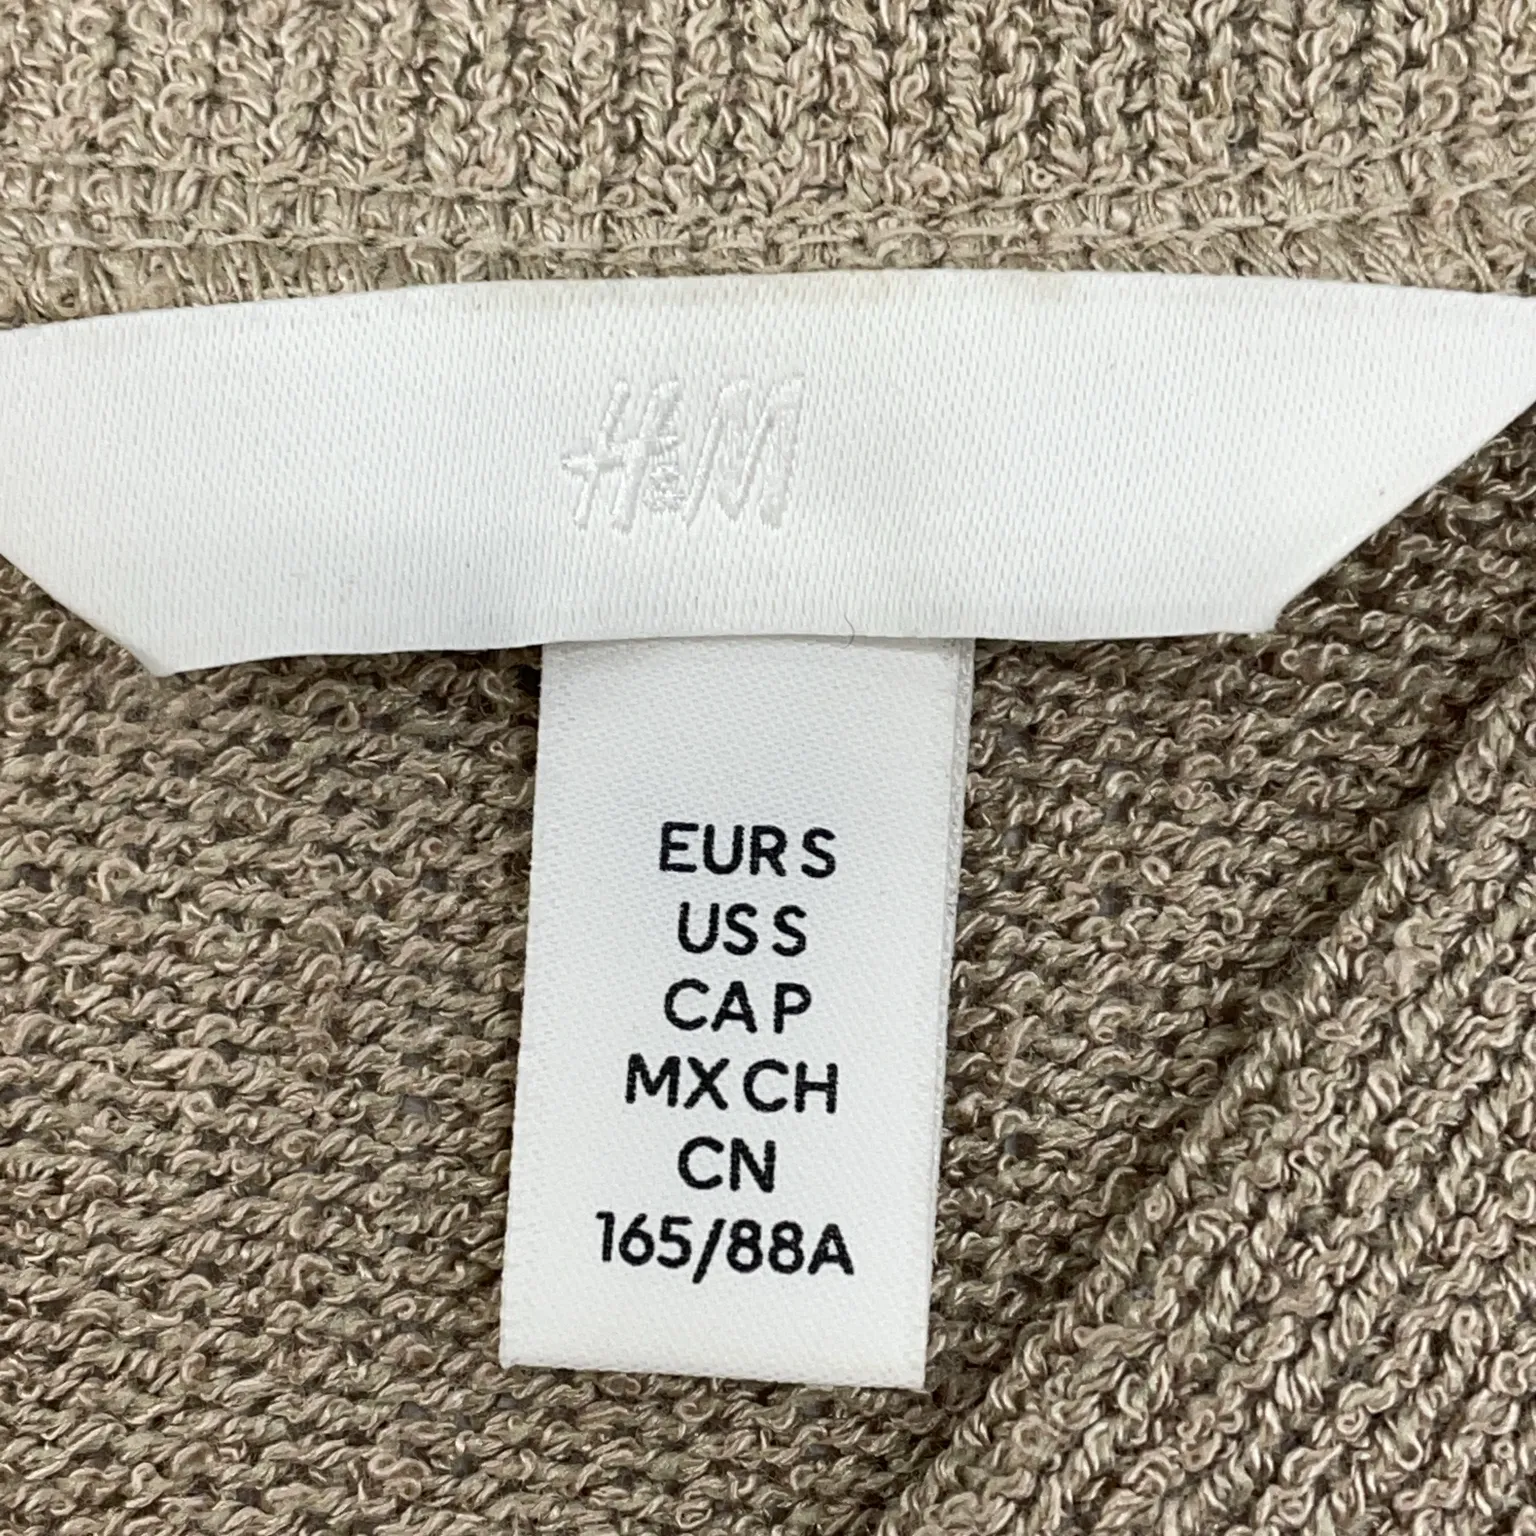 H&M
EUR S
US S
CA P
MX CH
CN
165/88A